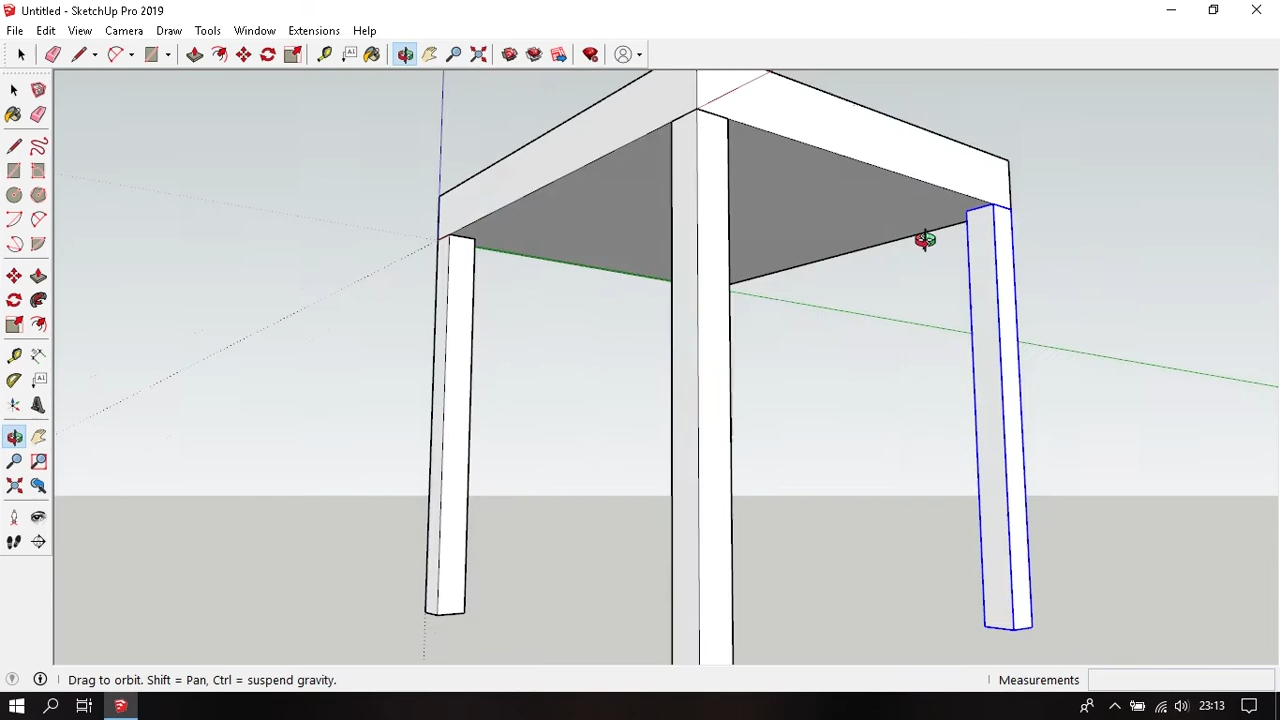 Untitled - SketchUp Pro 2019
File Edit View Camera Draw Tools Window Extensions Help
Drag to orbit. Shift = Pan, Ctrl = suspend gravity.
Measurements
23:13